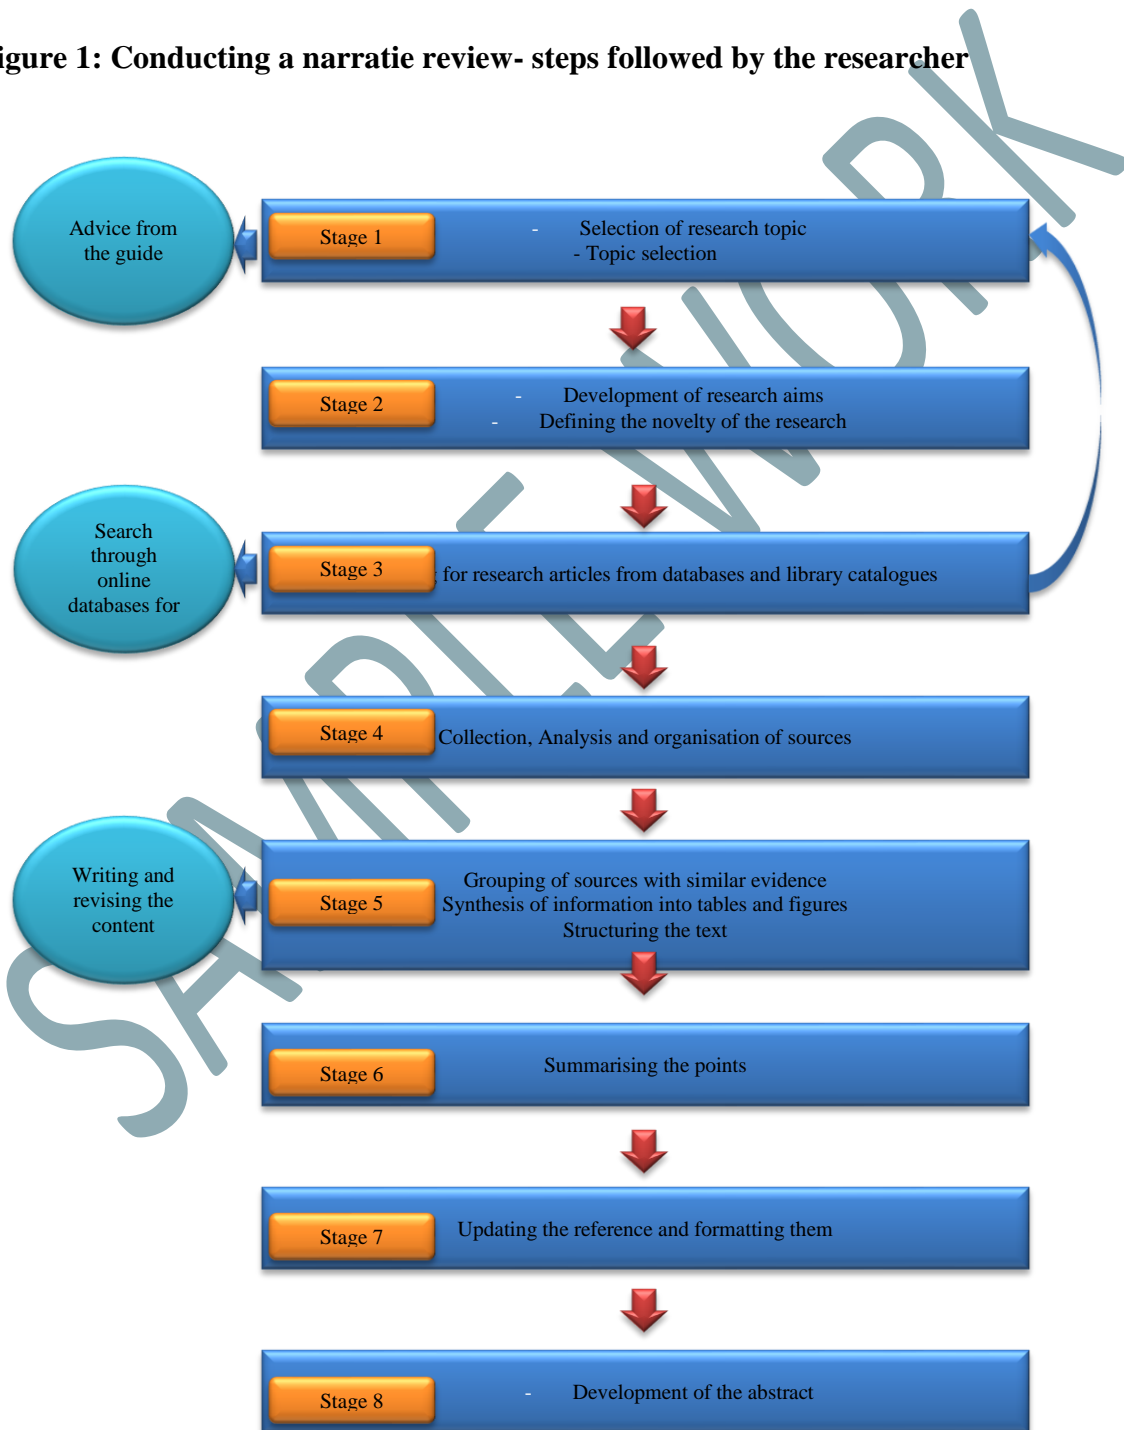 igure 1: Conducting a narratie review- steps followed by the researcher
Advice from
the guide
Stage 1
- Selection of research topic
- Topic selection
Stage 2
- Development of research aims
- Defining the novelty of the research
Search
through
online
databases for
Stage 3
for research articles from databases and library catalogues
Stage 4
Collection, Analysis and organisation of sources
Writing and
revising the
content
Stage 5
Grouping of sources with similar evidence
Synthesis of information into tables and figures
Structuring the text
Stage 6
Summarising the points
Stage 7
Updating the reference and formatting them
Stage 8
- Development of the abstract
SAMPLE WORK